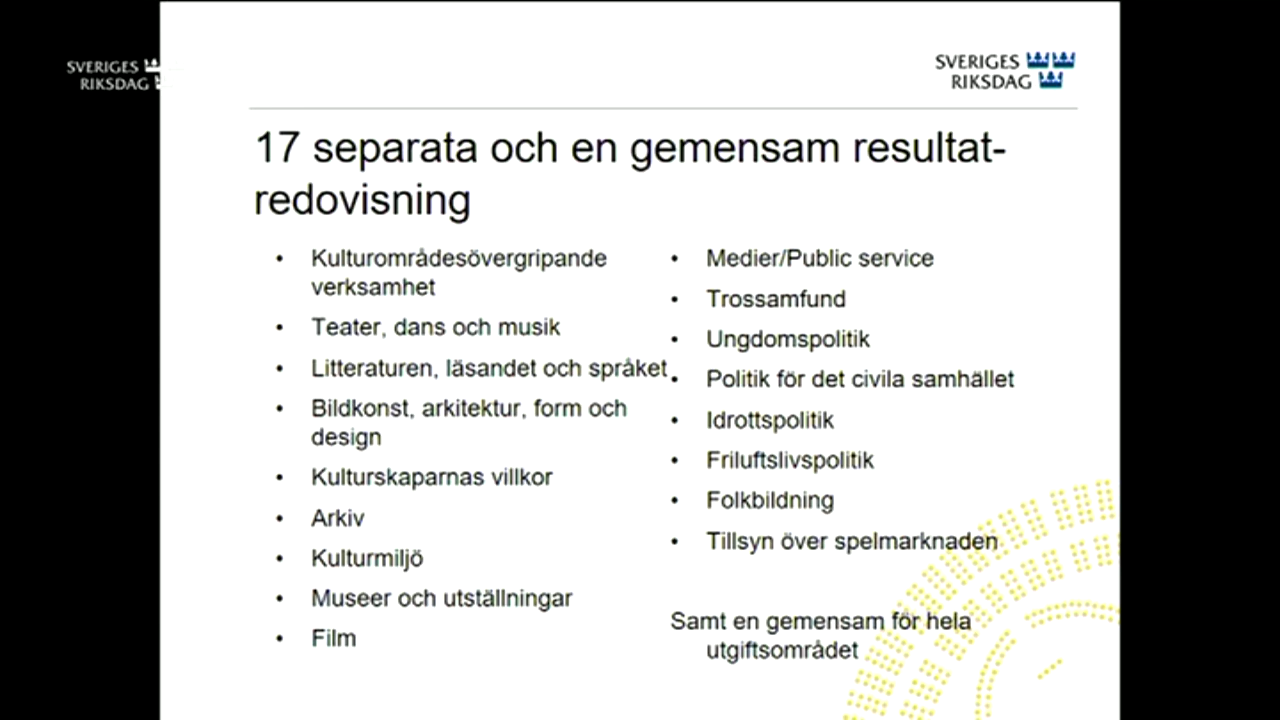 SVERIGES
RIKSDAG
SVERIGES
RIKSDAG
17 separata och en gemensam resultat-
redovisning
• Kulturområdesövergripande
verksamhet
• Teater, dans och musik
• Litteraturen, läsandet och språket
• Bildkonst, arkitektur, form och
design
• Kulturskaparnas villkor
• Arkiv
• Kulturmiljö
• Museer och utställningar
• Film
• Medier/Public service
• Trossamfund
• Ungdomspolitik
• Politik för det civila samhället
• Idrottspolitik
• Friluftslivspolitik
• Folkbildning
• Tillsyn över spelmarknaden
Samt en gemensam för hela
utgiftsområdet